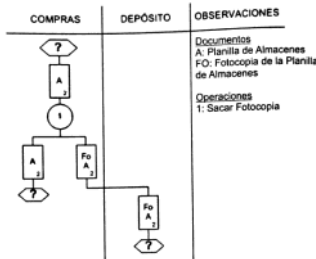 COMPRAS
DEPÓSITO
OBSERVACIONES
?
A
2
1
A
2
?
Fo
A
2
Fo
A
2
?
Documentos
A: Planilla de Almacenes
FO: Fotocopia de la Planilla
de Almacenes
Operaciones
1: Sacar Fotocopia